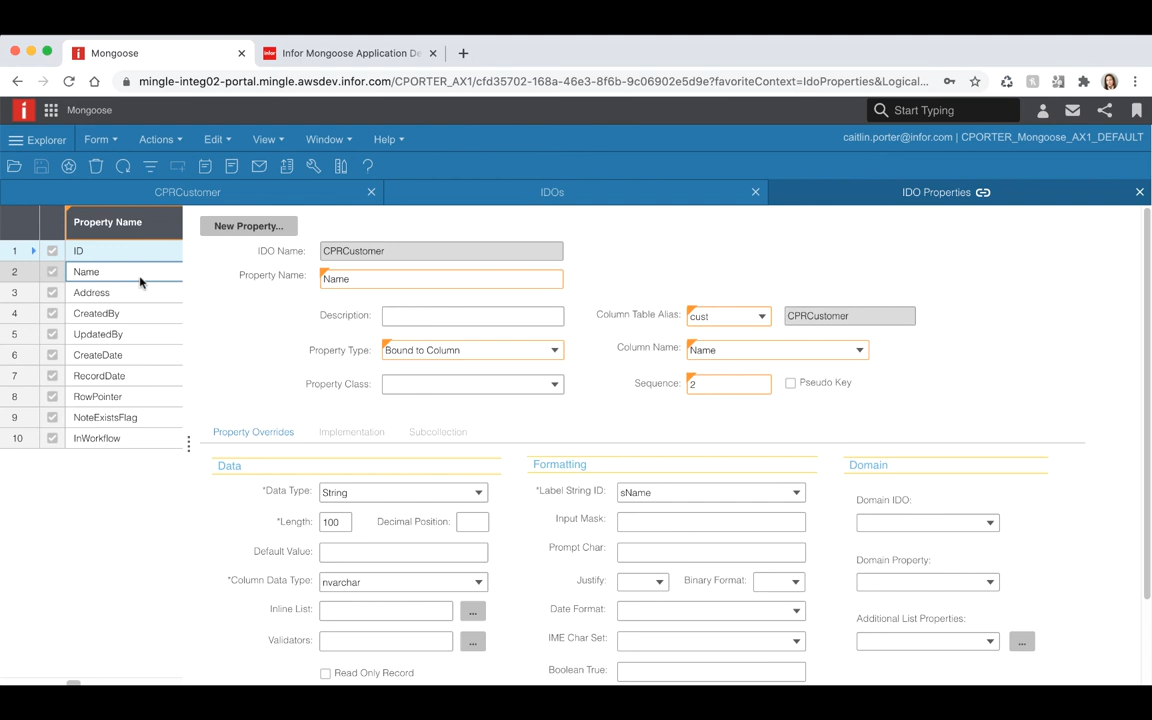 Mongoose
Infor Mongoose Application De
mingle-integ02-portal.mingle.awsdev.infor.com/CPORTER_AX1/cfd35702-168a-46e3-8f6b-9c06902e5d9e?favoriteContext=IdoProperties&Logical...
Mongoose
Start Typing
Explorer Form Actions Edit View Window Help
caitlin.porter@infor.com | CPORTER_Mongoose_AX1_DEFAULT
CPRCustomer IDOs IDO Properties
Property Name
1 ID
2 Name
3 Address
4 CreatedBy
5 UpdatedBy
6 CreateDate
7 RecordDate
8 RowPointer
9 NoteExistsFlag
10 InWorkflow
New Property...
IDO Name: CPRCustomer
Property Name: Name
Description:
Column Table Alias: cust CPRCustomer
Property Type: Bound to Column
Column Name: Name
Property Class:
Sequence: 2 Pseudo Key
Property Overrides Implementation Subcollection
Data
*Data Type: String
*Length: 100 Decimal Position:
Default Value:
*Column Data Type: nvarchar
Inline List: ...
Validators: ...
Read Only Record
Formatting
*Label String ID: sName
Input Mask:
Prompt Char:
Justify: Binary Format:
Date Format:
IME Char Set:
Boolean True:
Domain
Domain IDO:
Domain Property:
Additional List Properties:
...